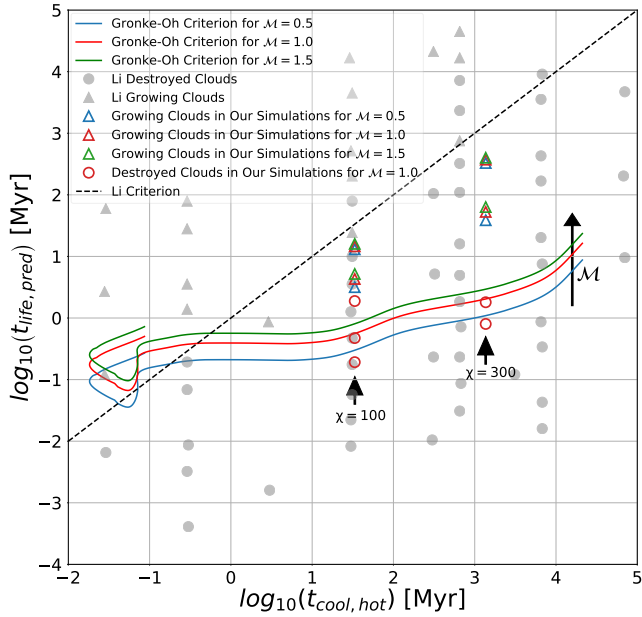 5
4
3
2
1
0
−1
−2
−3
−4
log₁₀(t_life,pred) [Myr]
Gronke-Oh Criterion for ℳ = 0.5
Gronke-Oh Criterion for ℳ = 1.0
Gronke-Oh Criterion for ℳ = 1.5
Li Destroyed Clouds
Li Growing Clouds
Growing Clouds in Our Simulations for ℳ = 0.5
Growing Clouds in Our Simulations for ℳ = 1.0
Growing Clouds in Our Simulations for ℳ = 1.5
Destroyed Clouds in Our Simulations for ℳ = 1.0
Li Criterion
ℳ
χ = 300
χ = 100
−2
−1
0
1
2
3
4
5
log₁₀(t_cool,hot) [Myr]